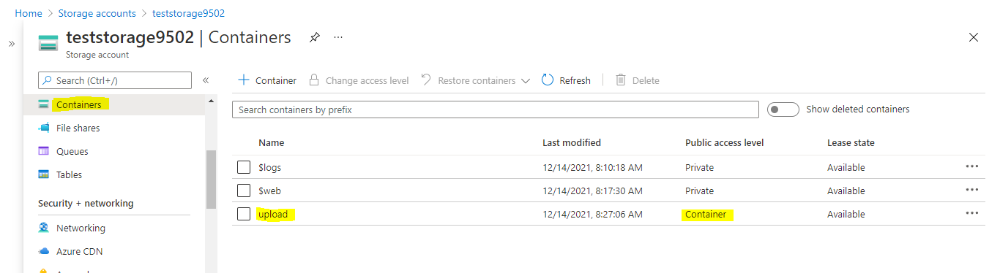 Home > Storage accounts > teststorage9502
»
teststorage9502 | Containers ...
Storage account
Search (Ctrl+/) «
+ Container Change access level Restore containers Refresh Delete
Containers
Search containers by prefix Show deleted containers
File shares
Queues
Tables
Name Last modified Public access level Lease state
$logs 12/14/2021, 8:10:18 AM Private Available ...
$web 12/14/2021, 8:17:30 AM Private Available ...
upload 12/14/2021, 8:27:06 AM Container Available ...
Security + networking
Networking
Azure CDN